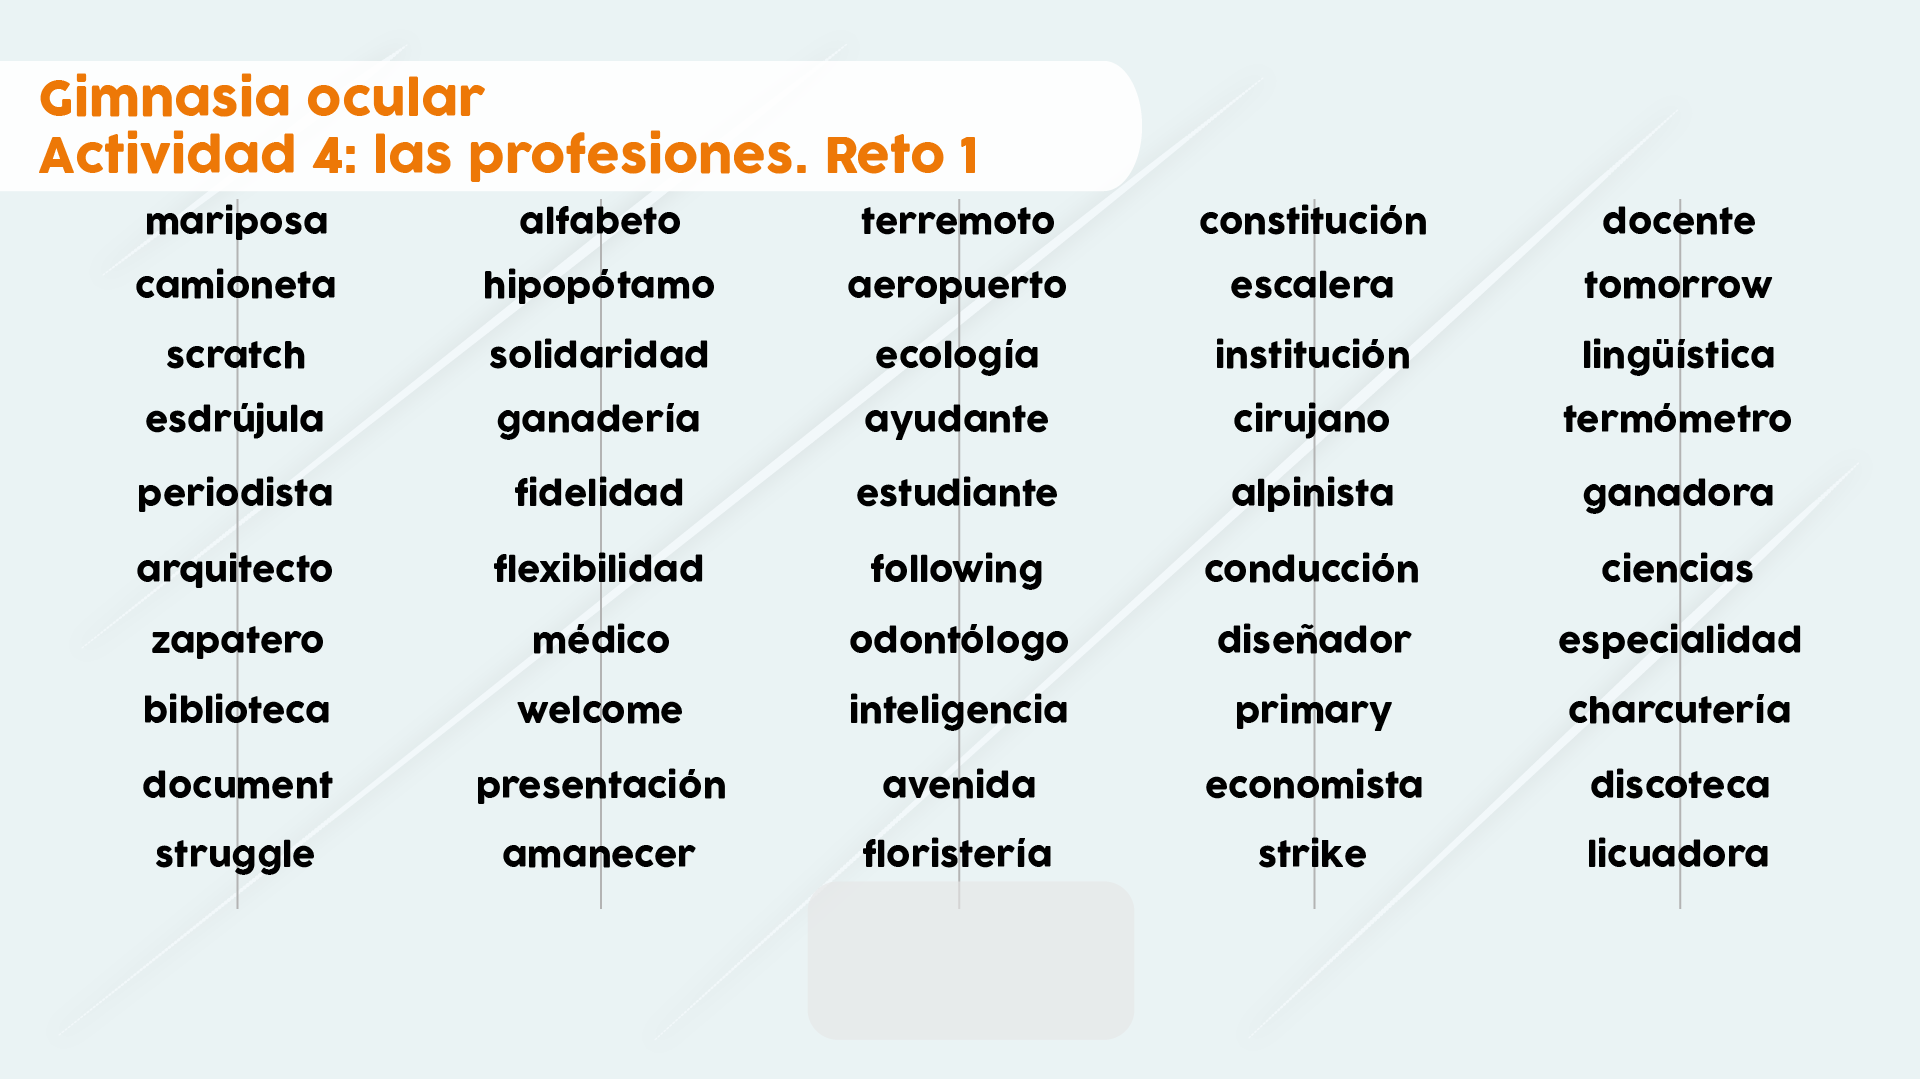 Gimnasia ocular
Actividad 4: las profesiones. Reto 1
mariposa alfabeto terremoto constitución docente
camioneta hipopótamo aeropuerto escalera tomorrow
scratch solidaridad ecología institución lingüística
esdrújula ganadería ayudante cirujano termómetro
periodista fidelidad estudiante alpinista ganadora
arquitecto flexibilidad following conducción ciencias
zapatero médico odontólogo diseñador especialidad
biblioteca welcome inteligencia primary charcutería
document presentación avenida economista discoteca
struggle amanecer floristería strike licuadora